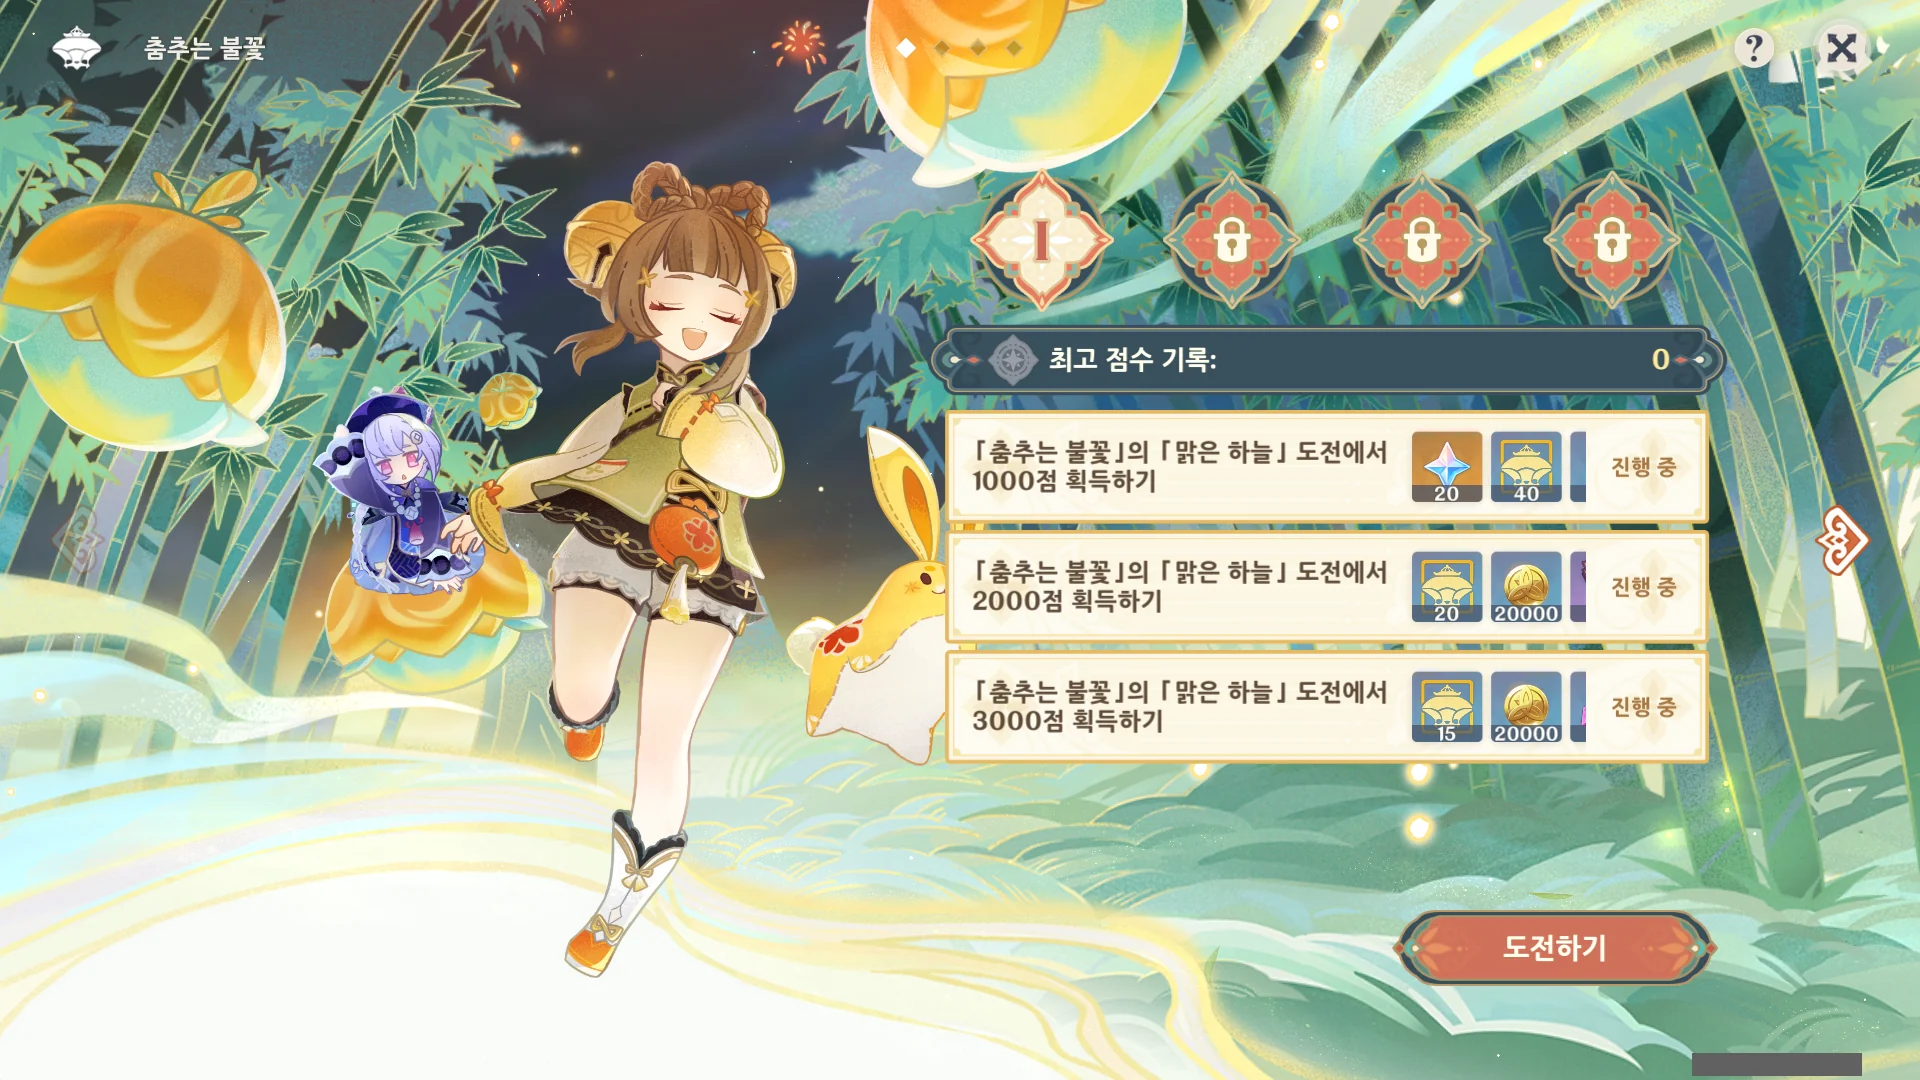 춤추는 불꽃
?
I
최고 점수 기록: 0
「춤추는 불꽃」의 「맑은 하늘」 도전에서
1000점 획득하기
20
40
진행 중
「춤추는 불꽃」의 「맑은 하늘」 도전에서
2000점 획득하기
20
20000
진행 중
「춤추는 불꽃」의 「맑은 하늘」 도전에서
3000점 획득하기
15
20000
진행 중
도전하기